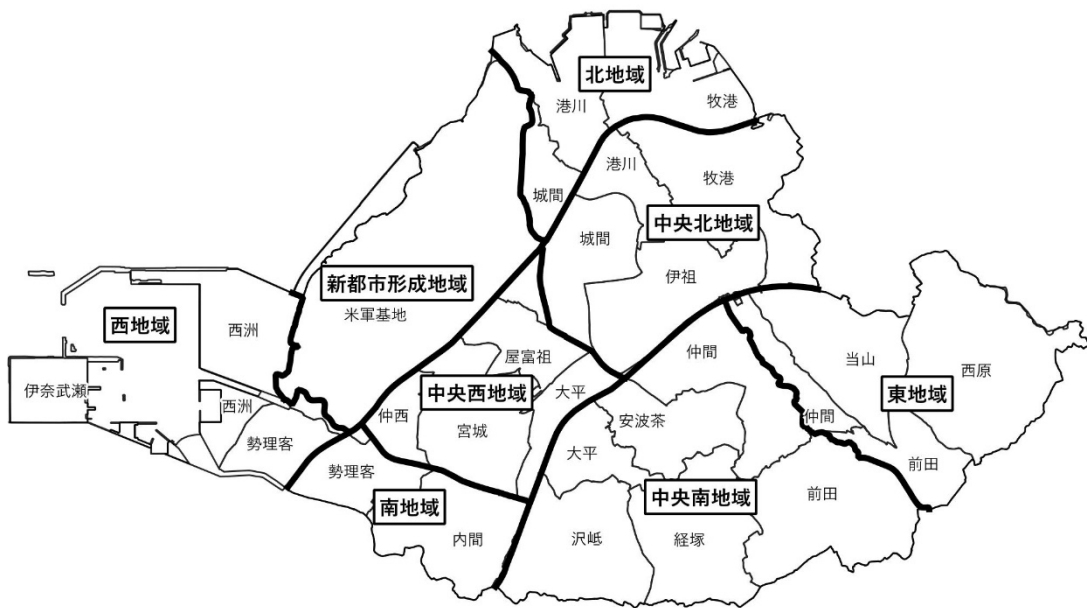 北地域
港川
牧港
港川
牧港
城間
中央北地域
城間
伊祖
新都市形成地域
米軍基地
西地域
西洲
仲間
屋富祖
当山
西原
伊奈武瀬
西洲
中央西地域
大平
東地域
仲西
宮城
安波茶
仲間
勢理客
大平
前田
勢理客
中央南地域
前田
南地域
内間
沢岻
経塚